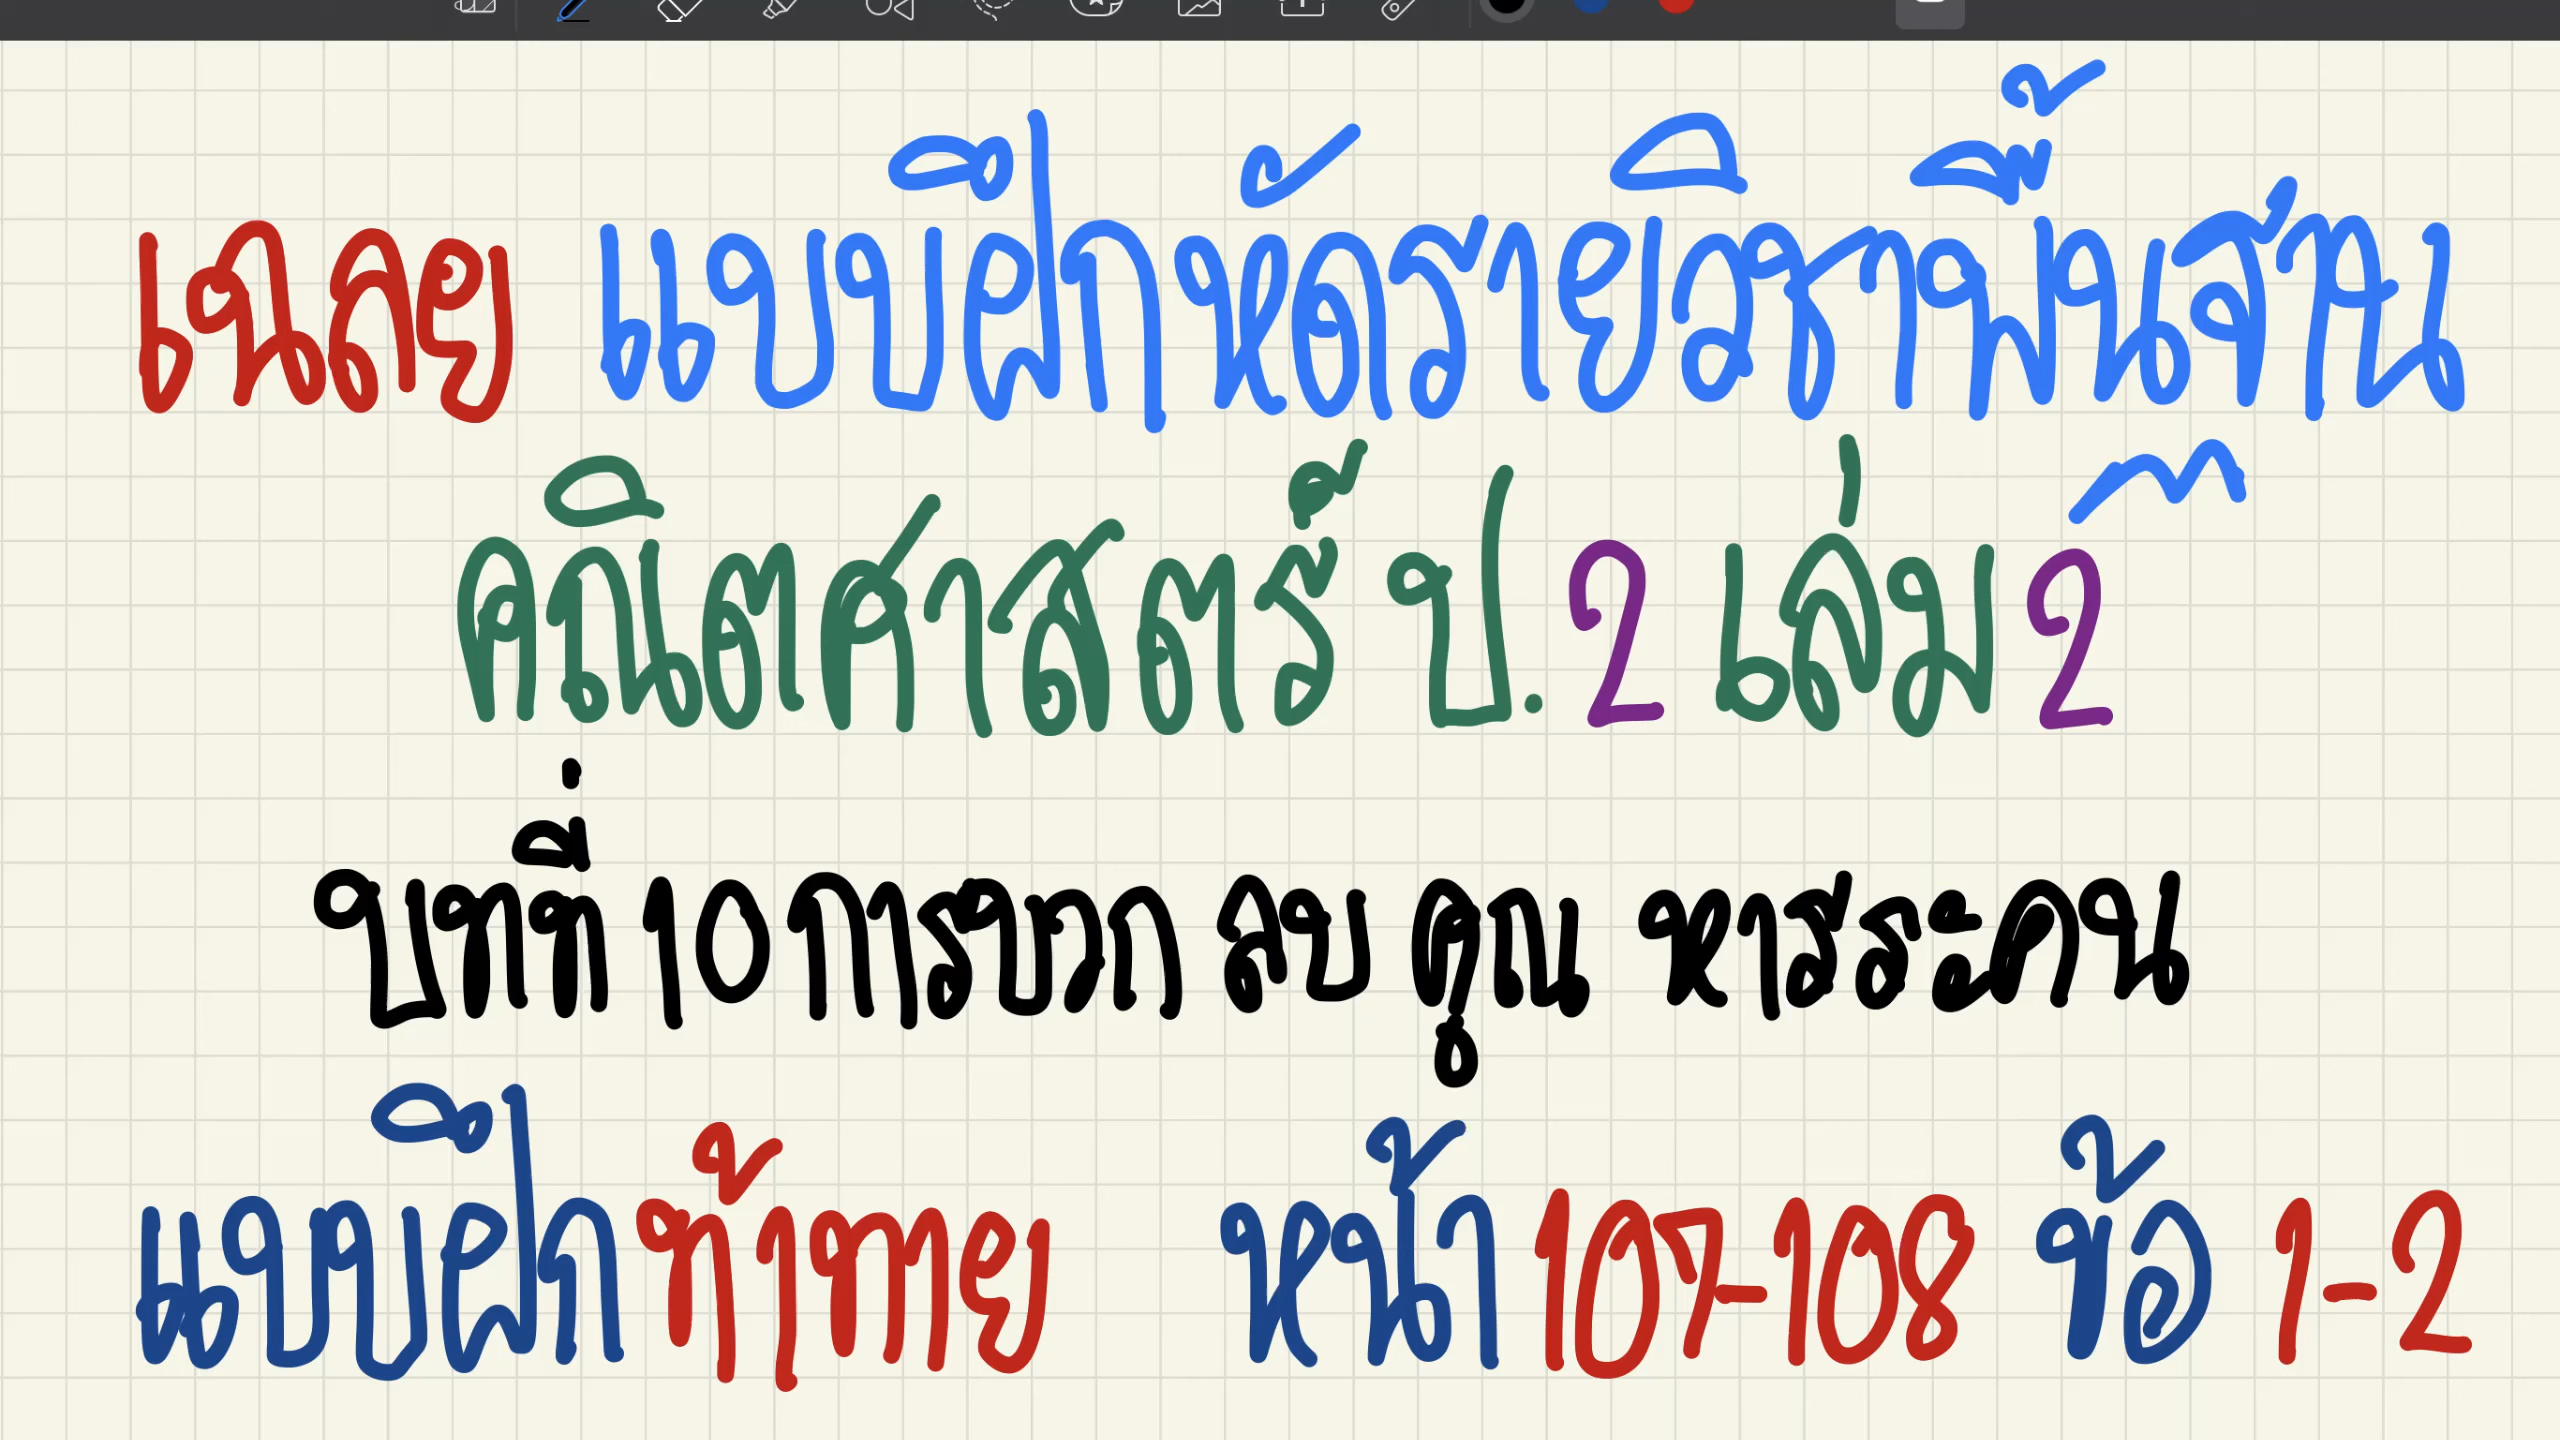 เฉลย แบบฝึกหัดรายวิชาพื้นฐาน
คณิตศาสตร์ ป.2 เล่ม 2
บทที่ 10 การบวก ลบ คูณ หารระคน
แบบฝึกท้าทาย หน้า 107-108 ข้อ 1-2